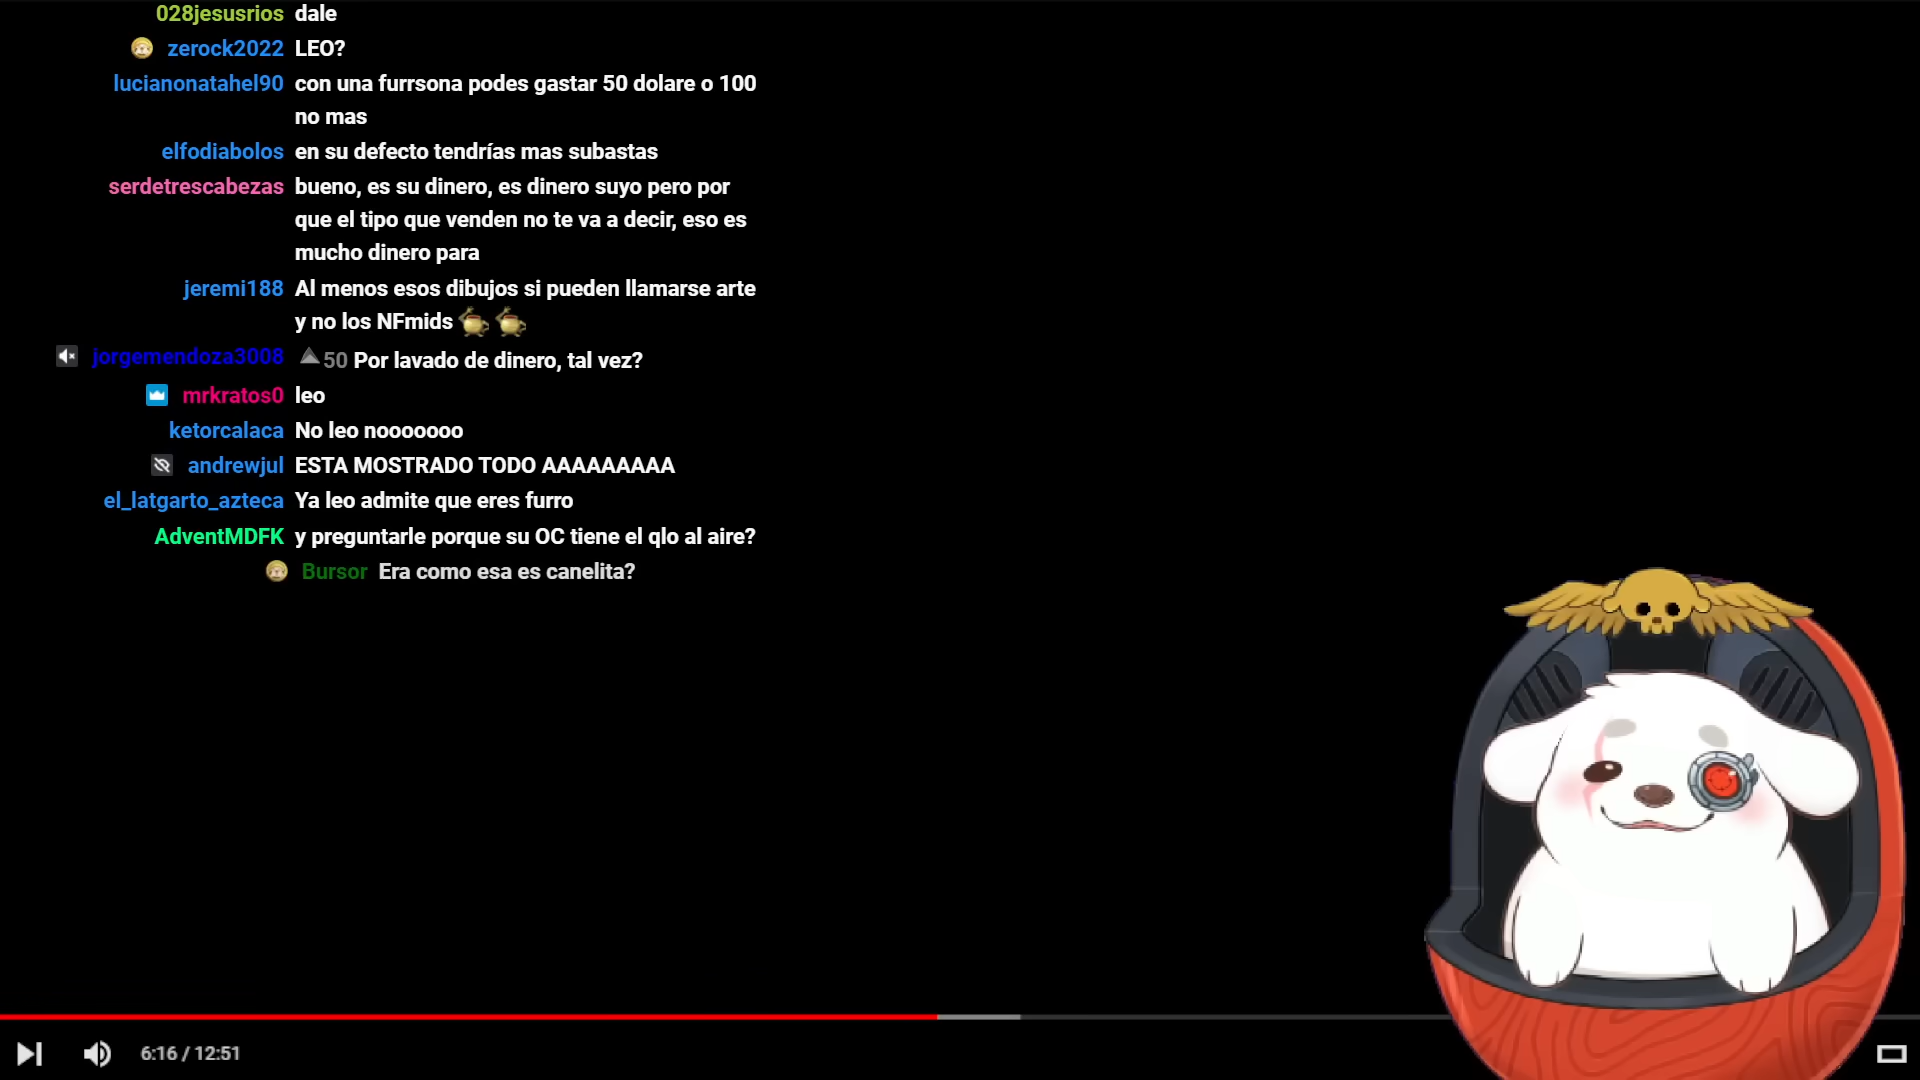 028jesusrios dale
zerock2022 LEO?
lucianonatahel90 con una furrsona podes gastar 50 dolare o 100
no mas
elfodiabolos en su defecto tendrías mas subastas
serdetrescabezas bueno, es su dinero, es dinero suyo pero por
que el tipo que venden no te va a decir, eso es
mucho dinero para
jeremi188 Al menos esos dibujos si pueden llamarse arte
y no los NFmids
jorgemendoza3008 50 Por lavado de dinero, tal vez?
mrkratos0 leo
ketorcalaca No leo nooooooo
andrewjul ESTA MOSTRADO TODO AAAAAAAAA
el_latgarto_azteca Ya leo admite que eres furro
AdventMDFK y preguntarle porque su OC tiene el qlo al aire?
Bursor Era como esa es canelita?
6:16 / 12:51